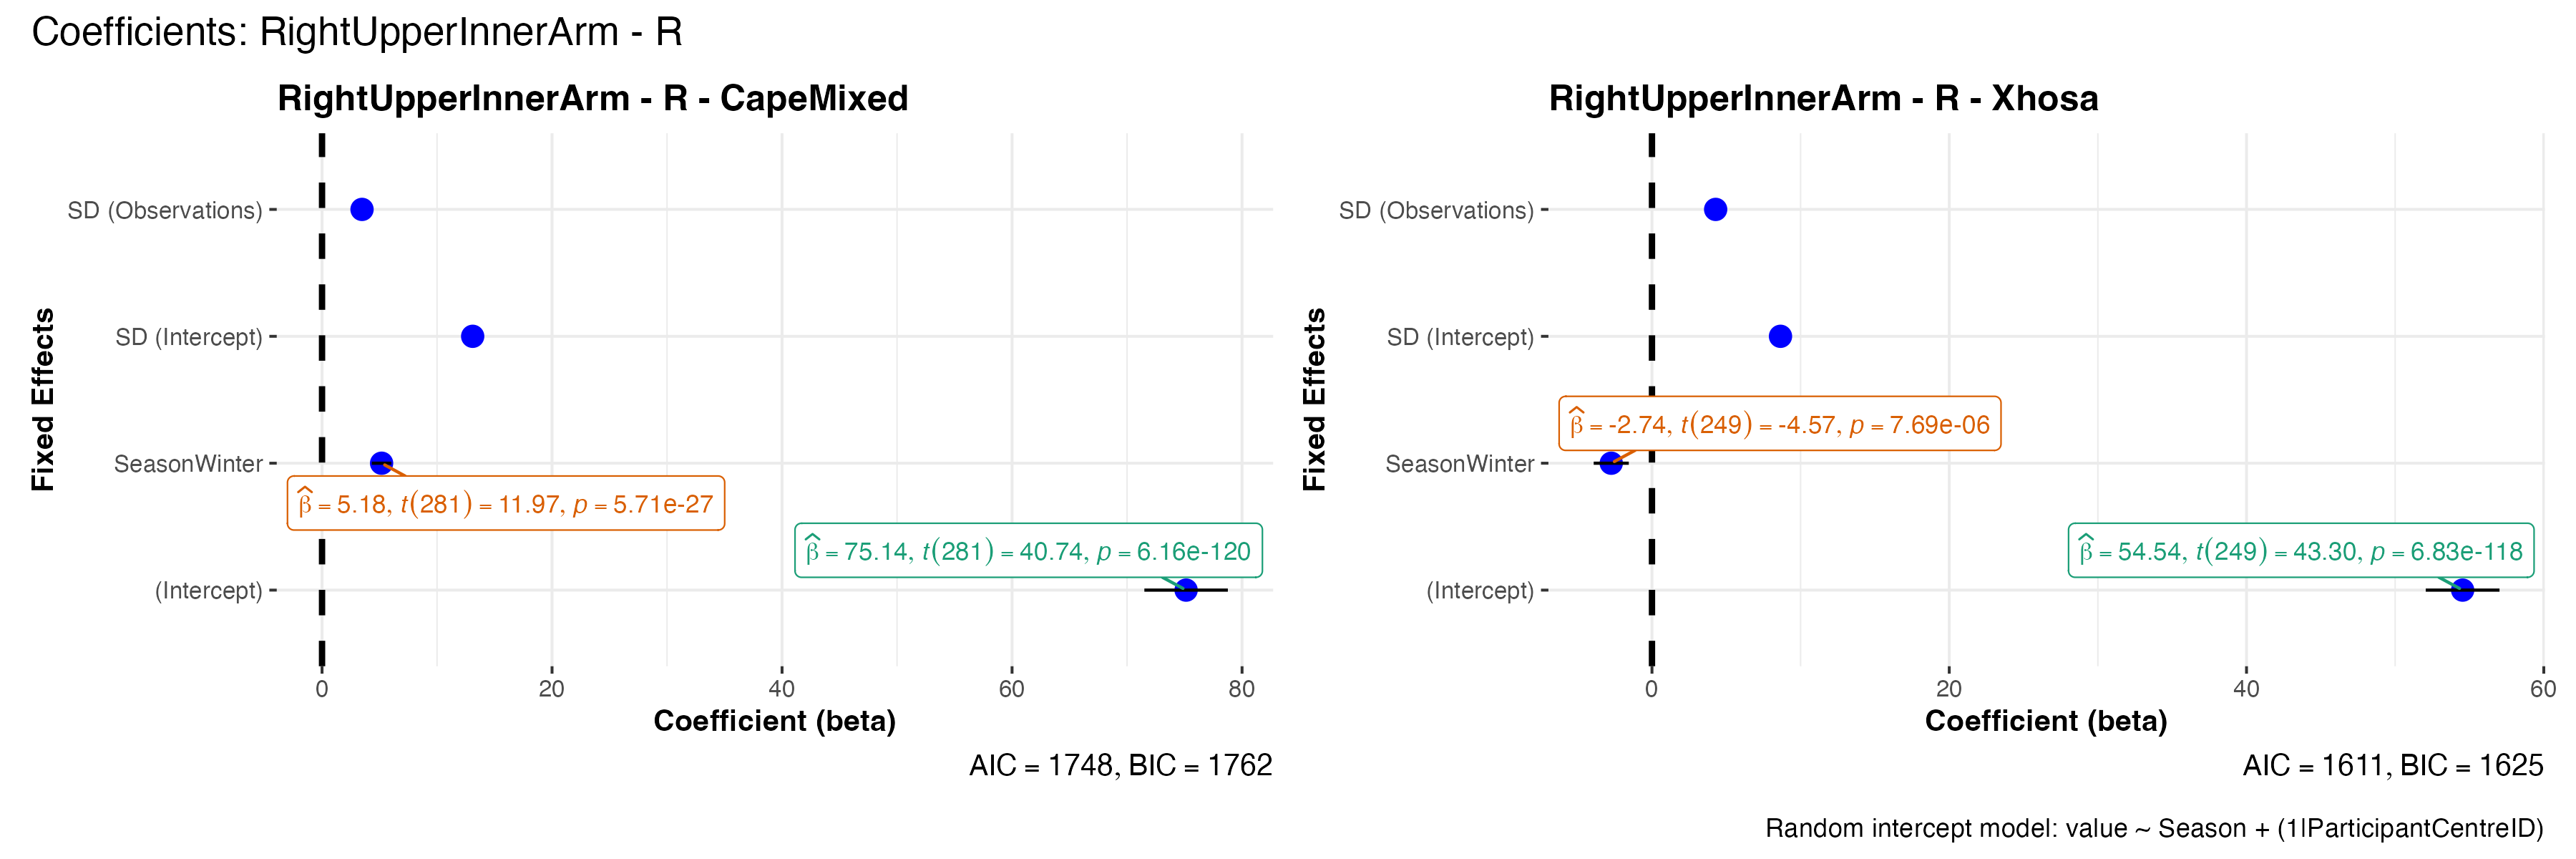 Coefficients: RightUpperInnerArm - R
RightUpperInnerArm - R - CapeMixed
Fixed Effects
SD (Observations)
SD (Intercept)
SeasonWinter
(Intercept)
β̂ = 5.18, t(281) = 11.97, p = 5.71e-27
β̂ = 75.14, t(281) = 40.74, p = 6.16e-120
0 20 40 60 80
Coefficient (beta)
AIC = 1748, BIC = 1762
RightUpperInnerArm - R - Xhosa
Fixed Effects
SD (Observations)
SD (Intercept)
SeasonWinter
(Intercept)
β̂ = -2.74, t(249) = -4.57, p = 7.69e-06
β̂ = 54.54, t(249) = 43.30, p = 6.83e-118
0 20 40 60
Coefficient (beta)
AIC = 1611, BIC = 1625
Random intercept model: value ~ Season + (1|ParticipantCentreID)